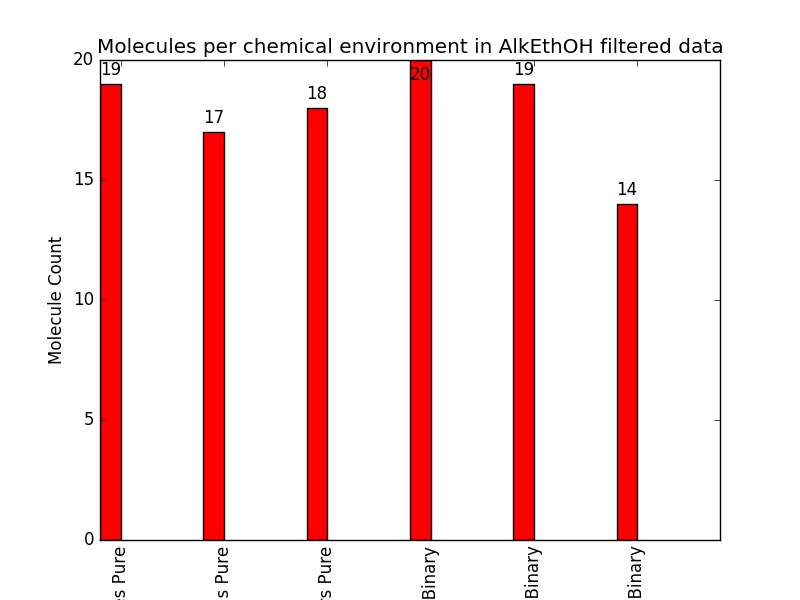 Molecules per chemical environment in AlkEthOH filtered data
20
15
10
5
0
Molecule Count
19
17
18
20
19
14
Pure
Pure
Pure
Binary
Binary
Binary